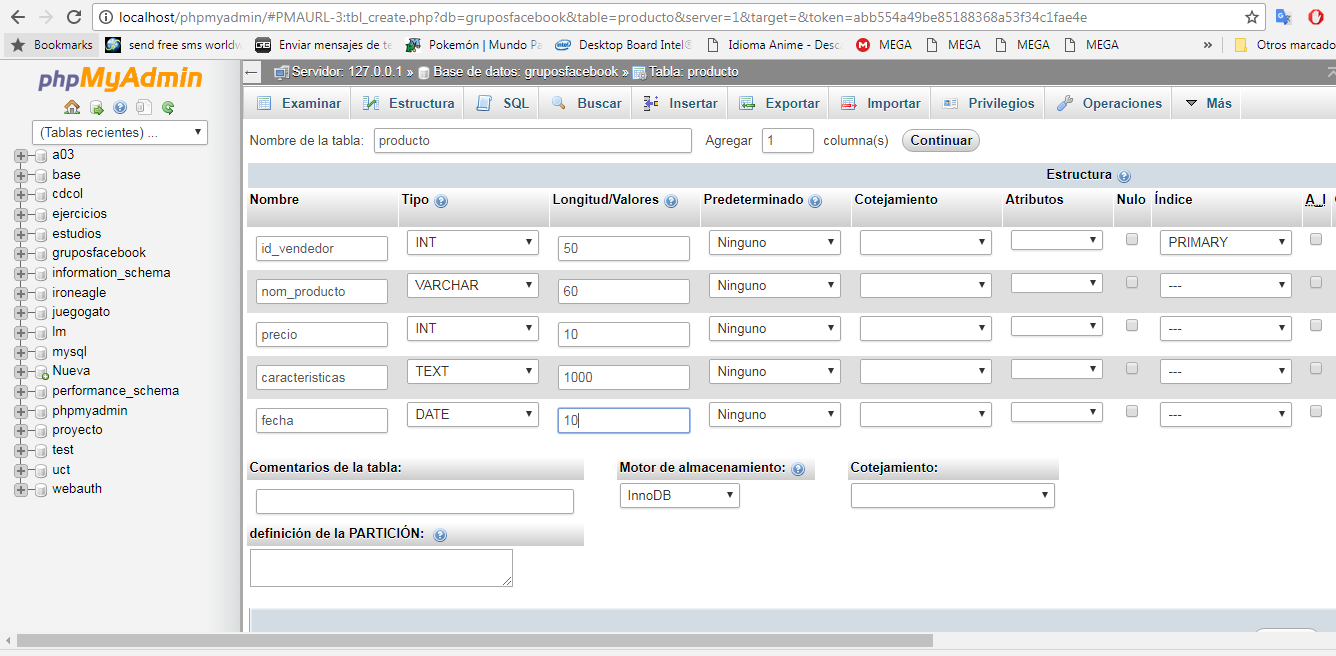 localhost/phpmyadmin/#PMAURL-3:tbl_create.php?db=gruposfacebook&table=producto&server=1&target=&token=abb554a49be85188368a53f34c1fae4e
Bookmarks send free sms worldw Enviar mensajes de te Pokemón | Mundo Pa Desktop Board Intel® Idioma Anime - Desc MEGA MEGA MEGA MEGA » Otros marcado
phpMyAdmin
(Tablas recientes) ...
a03
base
cdcol
ejercicios
estudios
gruposfacebook
information_schema
ironeagle
juegogato
lm
mysql
Nueva
performance_schema
phpmyadmin
proyecto
test
uct
webauth
Servidor: 127.0.0.1 » Base de datos: gruposfacebook » Tabla: producto
Examinar Estructura SQL Buscar Insertar Exportar Importar Privilegios Operaciones Más
Nombre de la tabla: producto Agregar 1 columna(s) Continuar
Estructura
Nombre Tipo Longitud/Valores Predeterminado Cotejamiento Atributos Nulo Índice A_I
id_vendedor INT 50 Ninguno PRIMARY
nom_producto VARCHAR 60 Ninguno ---
precio INT 10 Ninguno ---
caracteristicas TEXT 1000 Ninguno ---
fecha DATE 10 Ninguno ---
Comentarios de la tabla: Motor de almacenamiento: Cotejamiento:
InnoDB
definición de la PARTICIÓN: